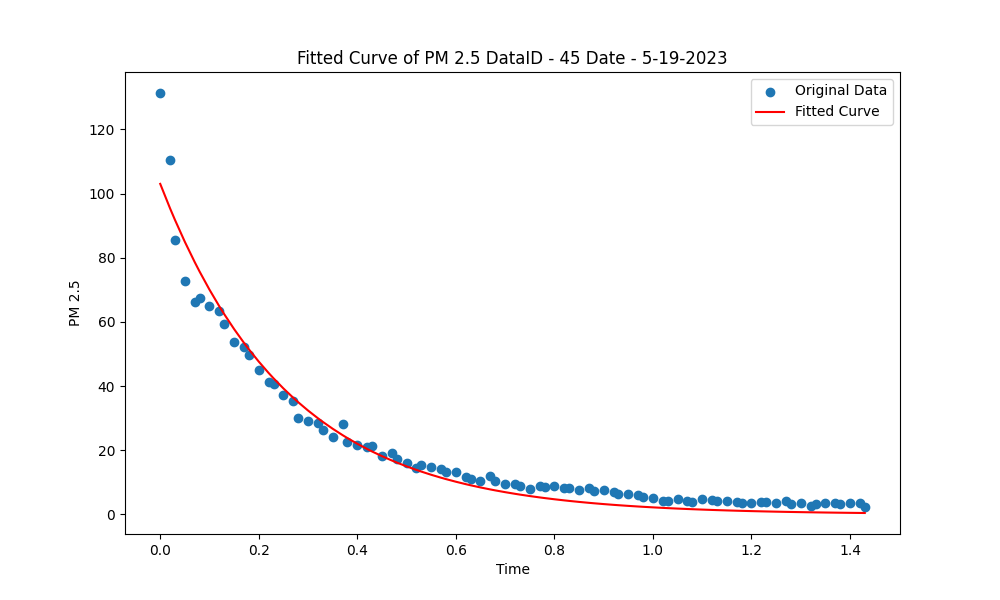 Fitted Curve of PM 2.5 DataID - 45 Date - 5-19-2023
Original Data
Fitted Curve
PM 2.5
120
100
80
60
40
20
0
0.0 0.2 0.4 0.6 0.8 1.0 1.2 1.4
Time